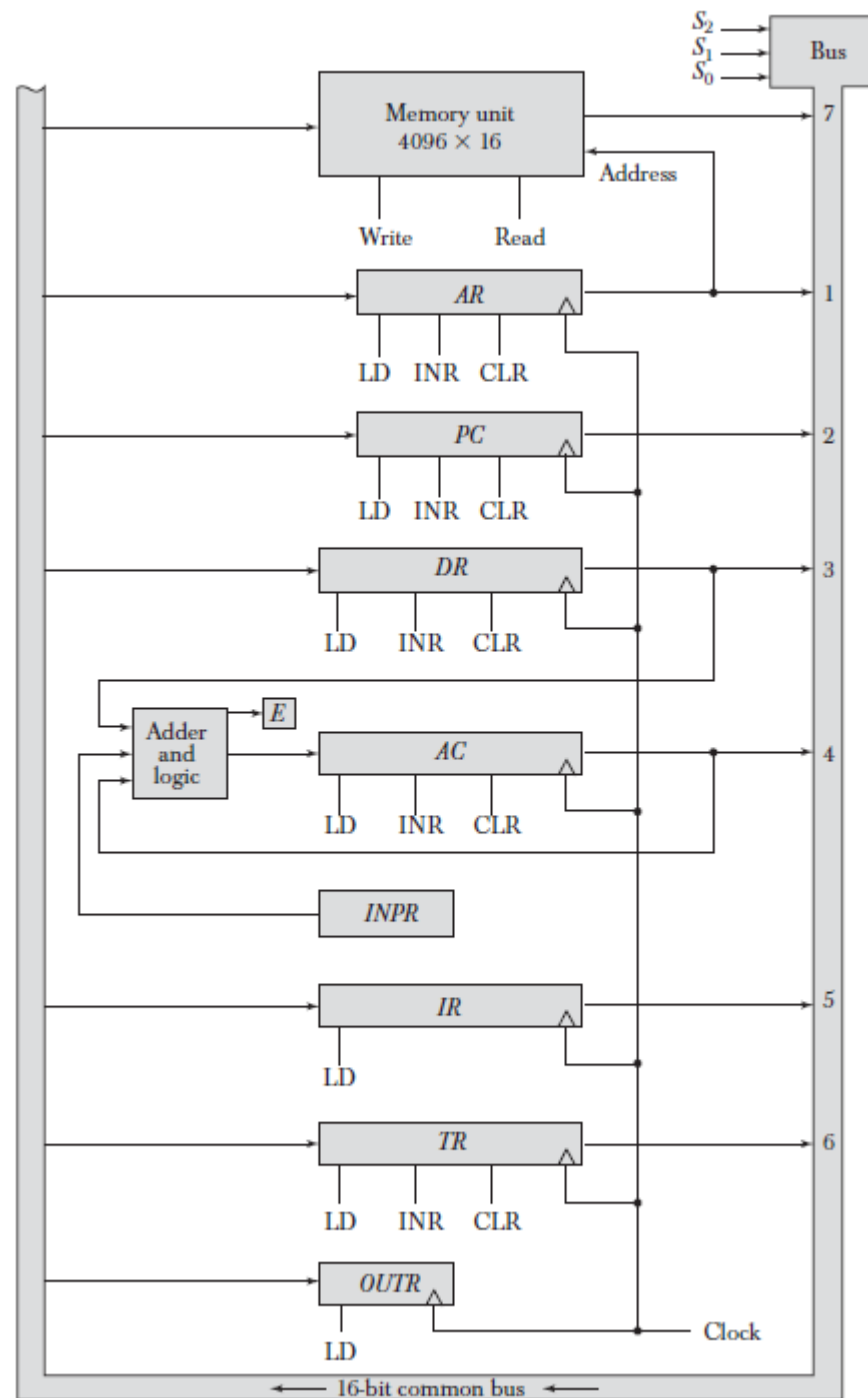 S2
S1
S0
Bus
Memory unit
4096 × 16
7
Address
Write Read
AR
1
LD INR CLR
PC
2
LD INR CLR
DR
3
LD INR CLR
Adder
and
logic
E
AC
4
LD INR CLR
INPR
IR
5
LD
TR
6
LD INR CLR
OUTR
LD
Clock
16-bit common bus